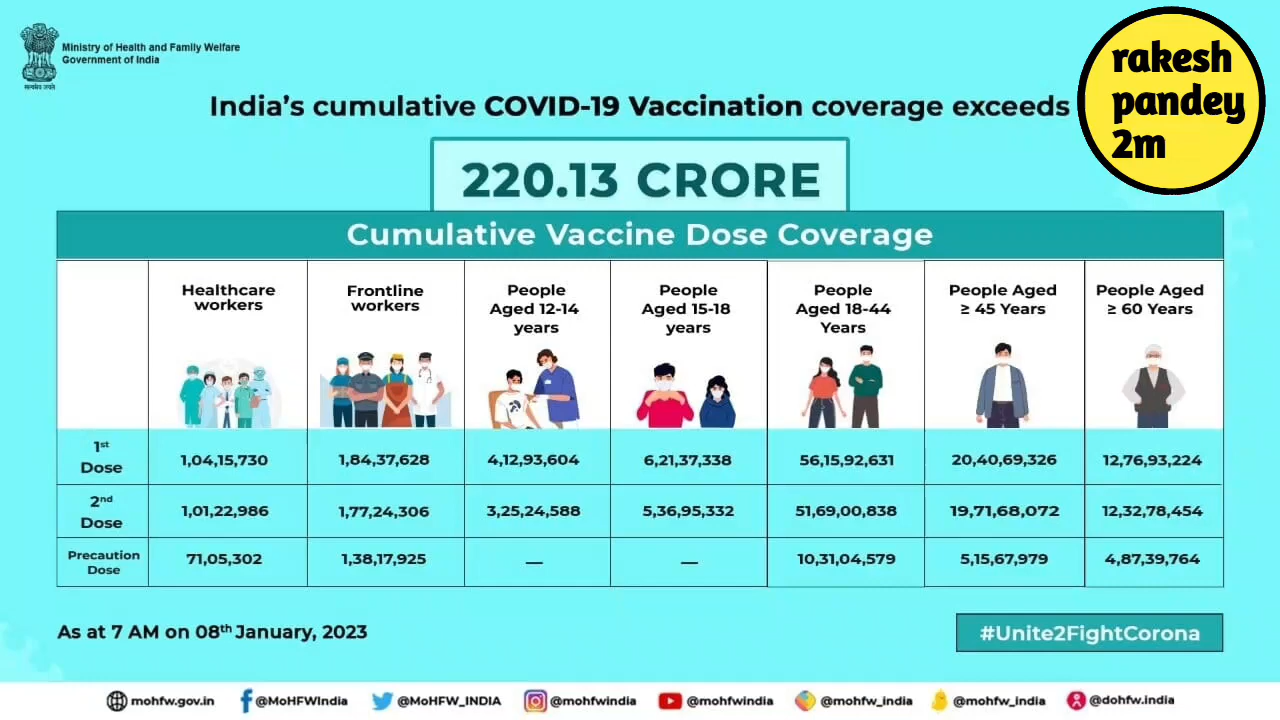 Ministry of Health and Family Welfare
Government of India
सत्यमेव जयते
rakesh
pandey
2m
India's cumulative COVID-19 Vaccination coverage exceeds
220.13 CRORE
Cumulative Vaccine Dose Coverage
Healthcare workers
Frontline workers
People Aged 12-14 years
People Aged 15-18 years
People Aged 18-44 Years
People Aged ≥ 45 Years
People Aged ≥ 60 Years
1st Dose 1,04,15,730 1,84,37,628 4,12,93,604 6,21,37,338 56,15,92,631 20,40,69,326 12,76,93,224
2nd Dose 1,01,22,986 1,77,24,306 3,25,24,588 5,36,95,332 51,69,00,838 19,71,68,072 12,32,78,454
Precaution Dose 71,05,302 1,38,17,925 — — 10,31,04,579 5,15,67,979 4,87,39,764
As at 7 AM on 08th January, 2023
#Unite2FightCorona
mohfw.gov.in @MoHFWIndia @MoHFW_INDIA @mohfwindia @mohfwindia @mohfw_india @mohfw_india @dohfw.india